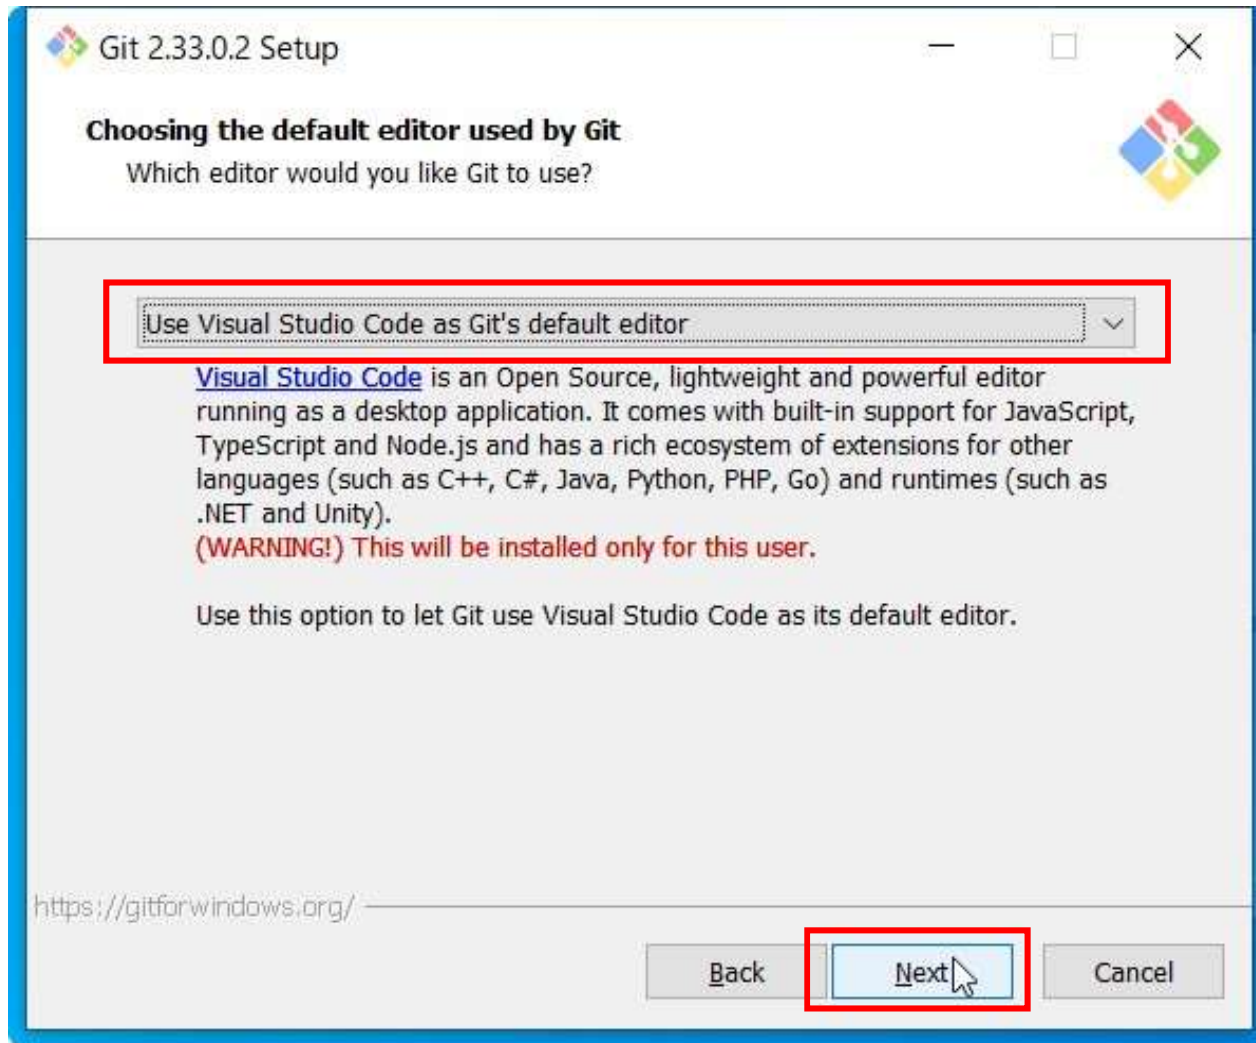 Git 2.33.0.2 Setup
Choosing the default editor used by Git
Which editor would you like Git to use?
Use Visual Studio Code as Git's default editor
Visual Studio Code is an Open Source, lightweight and powerful editor
running as a desktop application. It comes with built-in support for JavaScript,
TypeScript and Node.js and has a rich ecosystem of extensions for other
languages (such as C++, C#, Java, Python, PHP, Go) and runtimes (such as
.NET and Unity).
(WARNING!) This will be installed only for this user.
Use this option to let Git use Visual Studio Code as its default editor.
https://gitforwindows.org/
Back
Next
Cancel